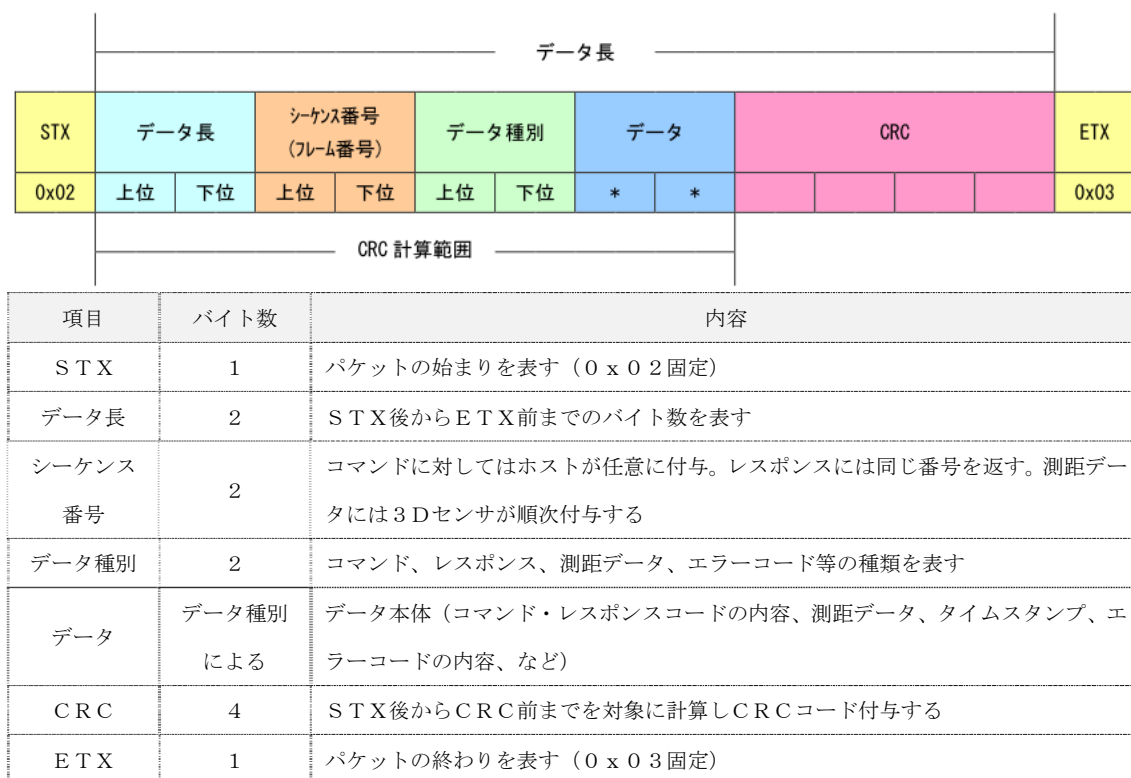 データ長
STX データ長 シーケンス番号 データ種別 データ CRC ETX
(フレーム番号)
0x02 上位 下位 上位 下位 上位 下位 * * 0x03
CRC 計算範囲
項目 バイト数 内容
ＳＴＸ １ パケットの始まりを表す（０ｘ０２固定）
データ長 ２ ＳＴＸ後からＥＴＸ前までのバイト数を表す
シーケンス
番号
２
コマンドに対してはホストが任意に付与。レスポンスには同じ番号を返す。測距デー
タには３Ｄセンサが順次付与する
データ種別 ２ コマンド、レスポンス、測距データ、エラーコード等の種類を表す
データ
データ種別
による
データ本体（コマンド・レスポンスコードの内容、測距データ、タイムスタンプ、エ
ラーコードの内容、など）
ＣＲＣ ４ ＳＴＸ後からＣＲＣ前までを対象に計算しＣＲＣコード付与する
ＥＴＸ １ パケットの終わりを表す（０ｘ０３固定）